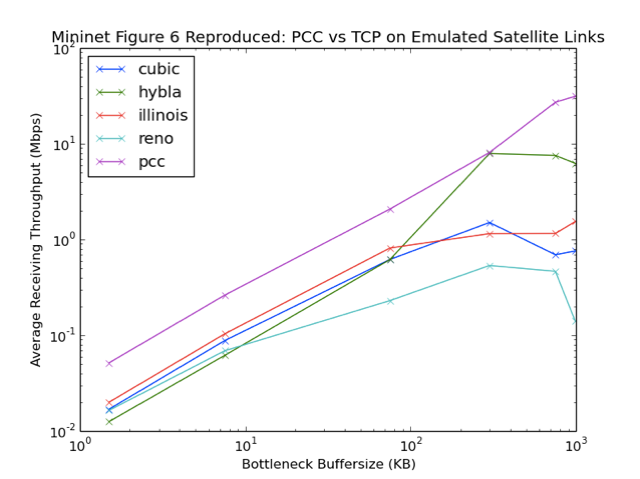 Mininet Figure 6 Reproduced: PCC vs TCP on Emulated Satellite Links
10^2
10^1
10^0
10^-1
10^-2
Average Receiving Throughput (Mbps)
cubic
hybla
illinois
reno
pcc
10^0
10^1
10^2
10^3
Bottleneck Buffersize (KB)